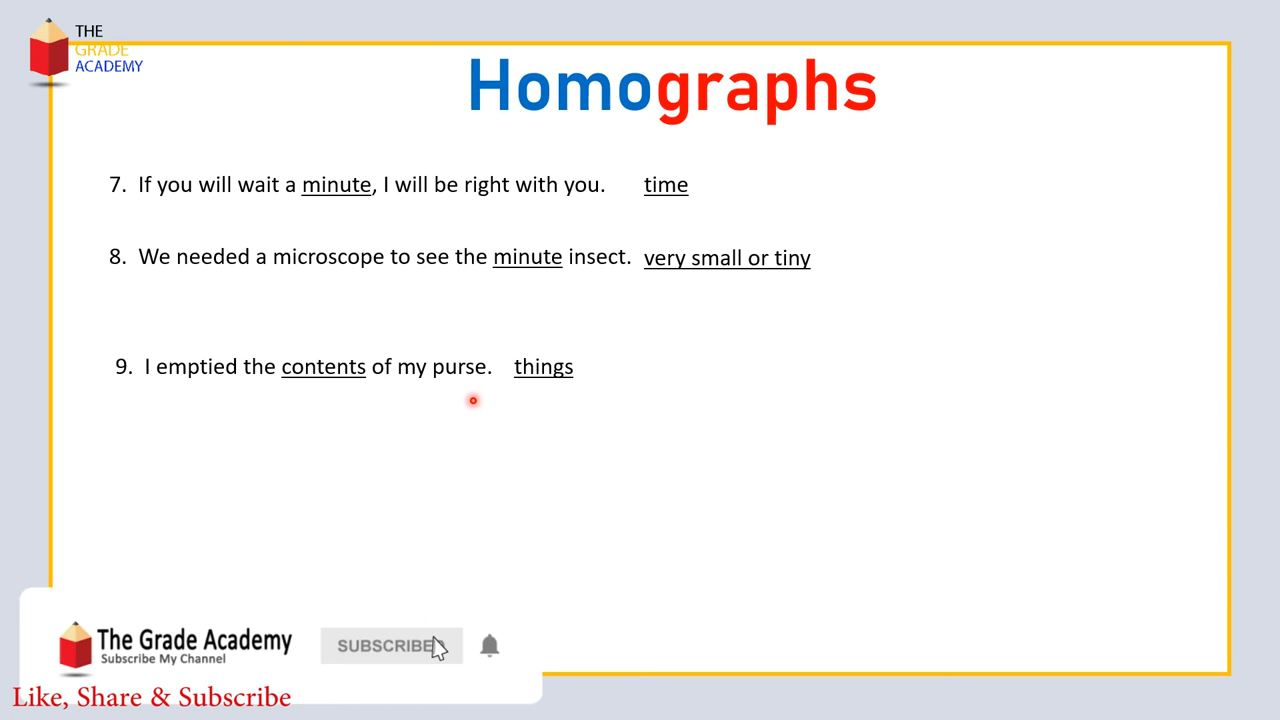 THE
GRADE
ACADEMY
Homographs
7. If you will wait a minute, I will be right with you. time
8. We needed a microscope to see the minute insect. very small or tiny
9. I emptied the contents of my purse. things
The Grade Academy
Subscribe My Channel
SUBSCRIBED
Like, Share & Subscribe